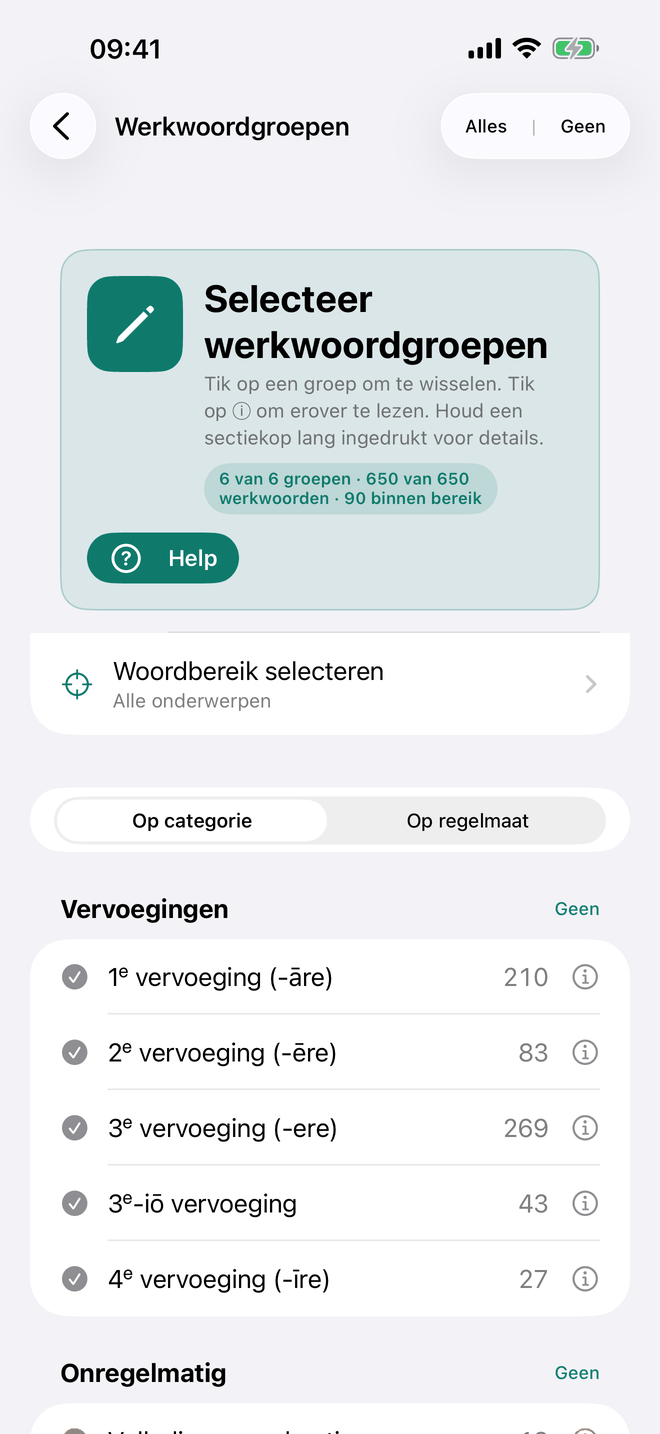 09:41
Werkwoordgroepen
Alles | Geen
Selecteer
werkwoordgroepen
Tik op een groep om te wisselen. Tik
op ⓘ om erover te lezen. Houd een
sectiekop lang ingedrukt voor details.
6 van 6 groepen · 650 van 650
werkwoorden · 90 binnen bereik
Help
Woordbereik selecteren
Alle onderwerpen
Op categorie
Op regelmaat
Vervoegingen
Geen
1ᵉ vervoeging (-āre) 210
2ᵉ vervoeging (-ēre) 83
3ᵉ vervoeging (-ere) 269
3ᵉ-iō vervoeging 43
4ᵉ vervoeging (-īre) 27
Onregelmatig
Geen